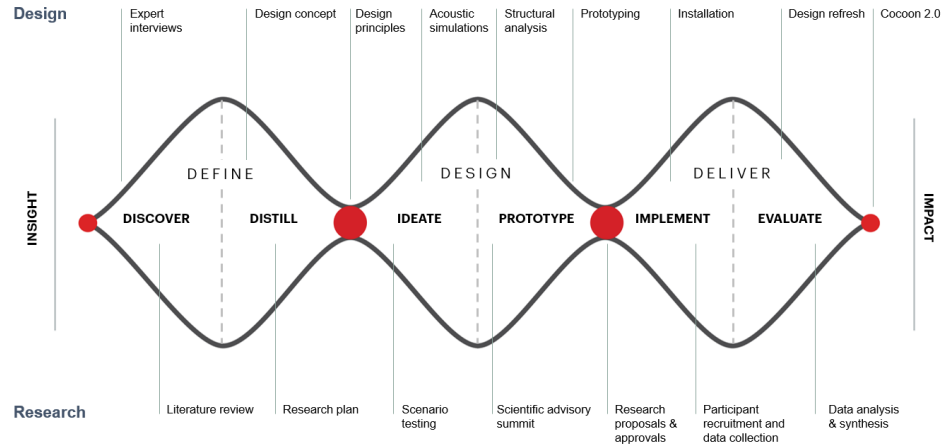 Design
Expert
interviews
Design concept
Design
principles
Acoustic
simulations
Structural
analysis
Prototyping
Installation
Design refresh
Cocoon 2.0
DEFINE
DESIGN
DELIVER
INSIGHT
DISCOVER
DISTILL
IDEATE
PROTOTYPE
IMPLEMENT
EVALUATE
IMPACT
Research
Literature review
Research plan
Scenario
testing
Scientific advisory
summit
Research
proposals &
approvals
Participant
recruitment and
data collection
Data analysis
& synthesis